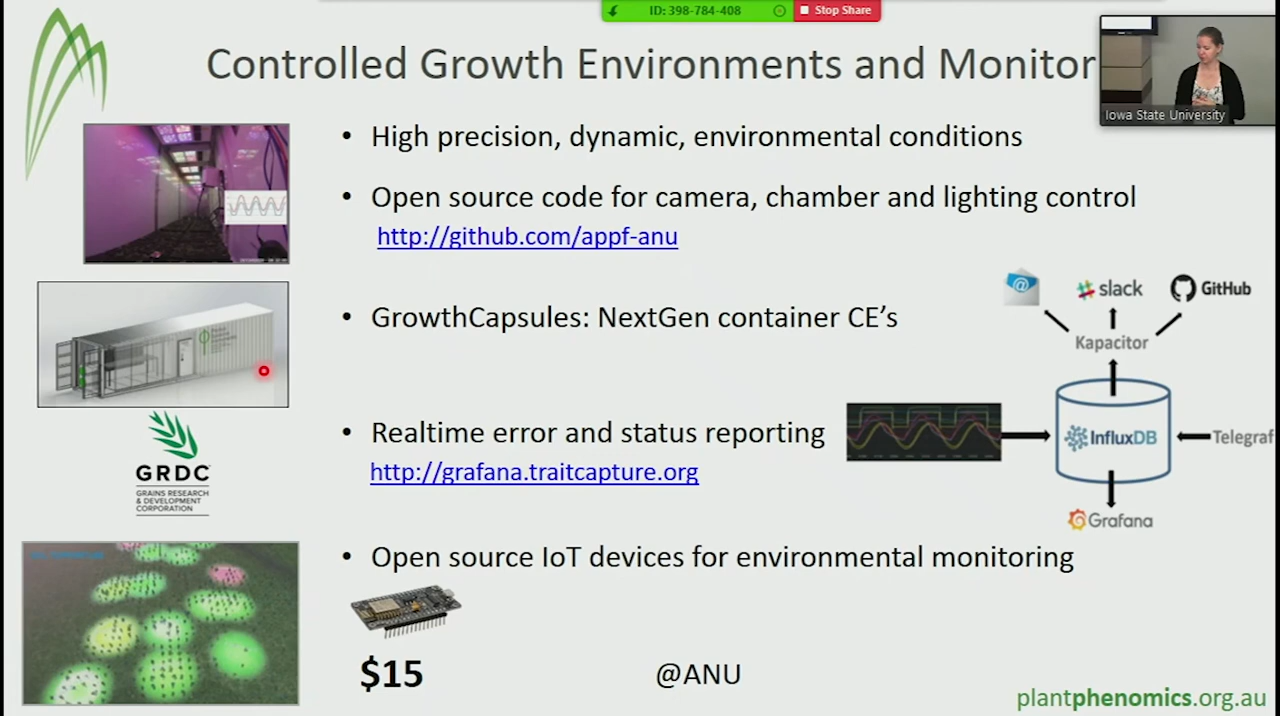 ID: 398-784-408
Stop Share
Controlled Growth Environments and Monitor
Iowa State University
• High precision, dynamic, environmental conditions
• Open source code for camera, chamber and lighting control
http://github.com/appf-anu
• GrowthCapsules: NextGen container CE’s
slack
GitHub
Kapacitor
• Realtime error and status reporting
http://grafana.traitcapture.org
InfluxDB
Telegraf
Grafana
GRDC
GRAINS RESEARCH
& DEVELOPMENT
CORPORATION
• Open source IoT devices for environmental monitoring
$15
@ANU
plantphenomics.org.au